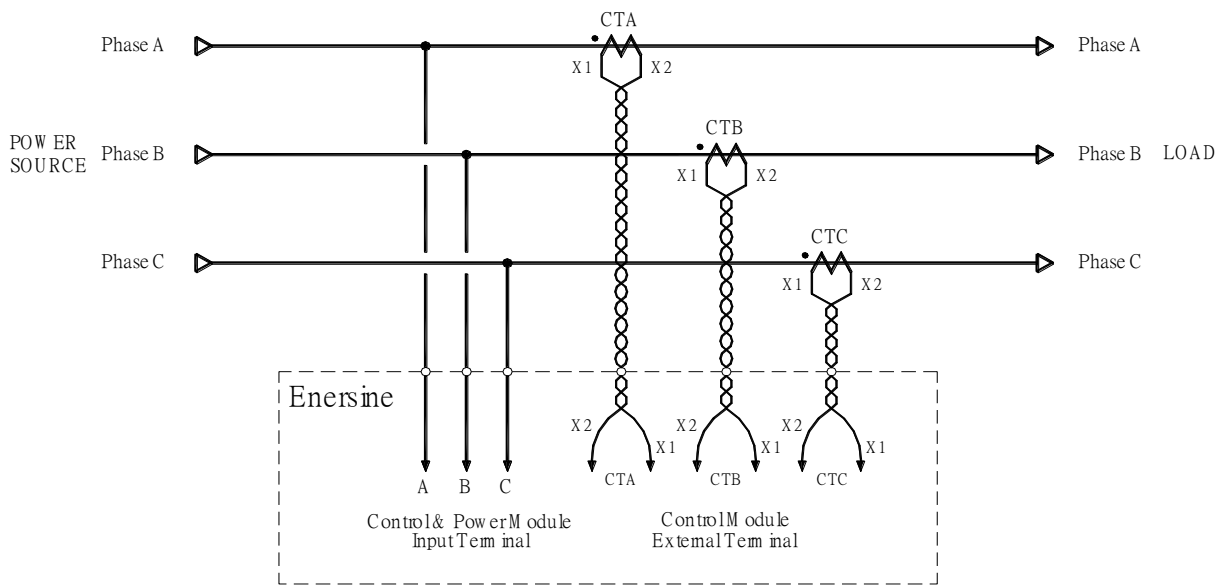 CTA
Phase A
Phase A
X1
X2
CTB
POWER
SOURCE
Phase B
Phase B
LOAD
X1
X2
CTC
Phase C
Phase C
X1
X2
Enersine
X2
X1
X2
X1
X2
X1
A
B
C
CTA
CTB
CTC
Control & Power Module
Input Terminal
Control Module
External Terminal